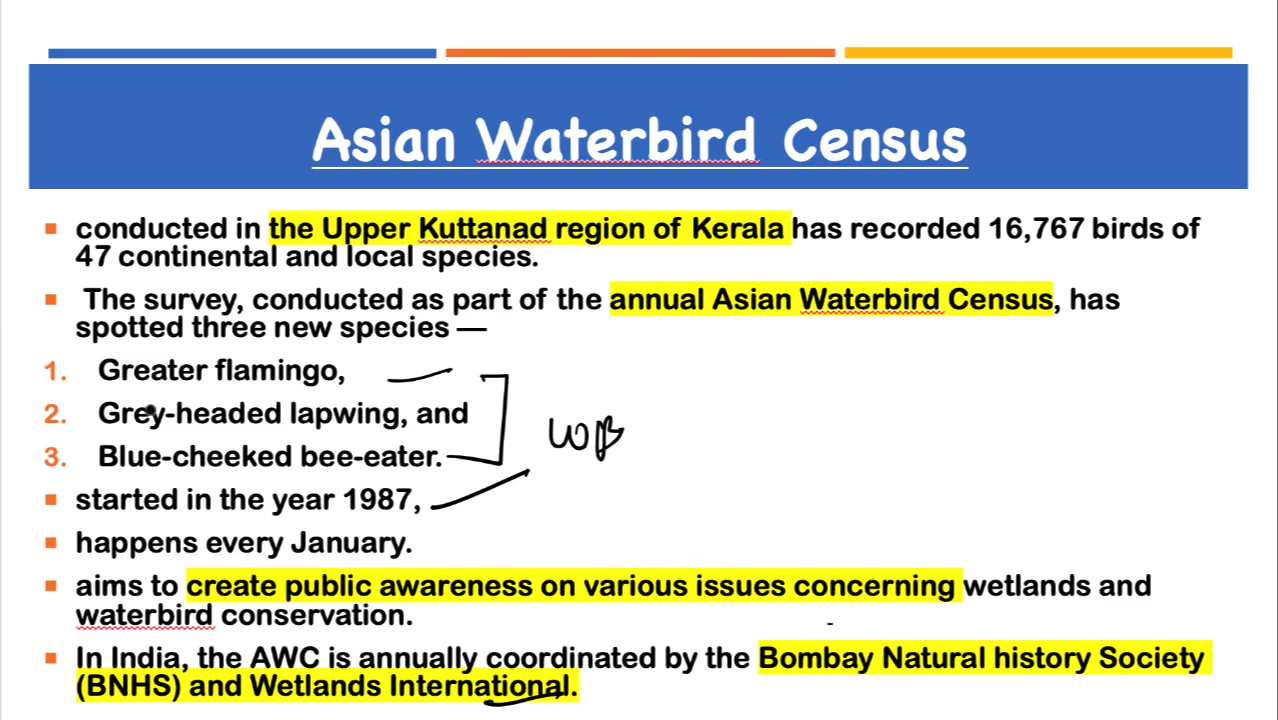 Asian Waterbird Census
▪ conducted in the Upper Kuttanad region of Kerala has recorded 16,767 birds of
47 continental and local species.
▪ The survey, conducted as part of the annual Asian Waterbird Census, has
spotted three new species —
1. Greater flamingo,
2. Grey-headed lapwing, and
3. Blue-cheeked bee-eater.
▪ started in the year 1987,
▪ happens every January.
▪ aims to create public awareness on various issues concerning wetlands and
waterbird conservation.
▪ In India, the AWC is annually coordinated by the Bombay Natural history Society
(BNHS) and Wetlands International.